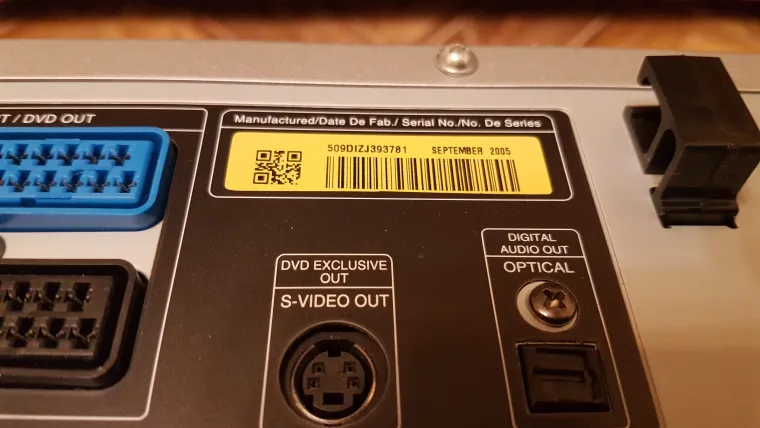 / DVD OUT
Manufactured/Date De Fab./ Serial No./No. De Series
509DIZJ393781 SEPTEMBER 2005
DVD EXCLUSIVE
OUT
S-VIDEO OUT
DIGITAL
AUDIO OUT
OPTICAL